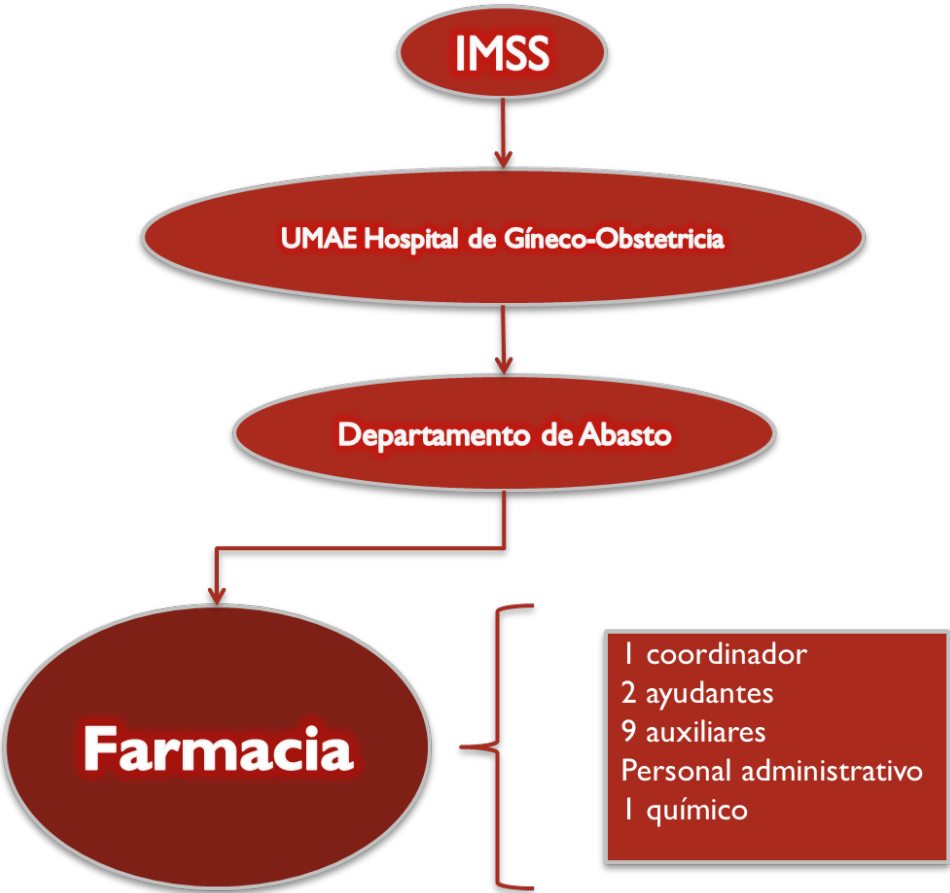 IMSS
UMAE Hospital de Gíneco-Obstetricia
Departamento de Abasto
Farmacia
1 coordinador
2 ayudantes
9 auxiliares
Personal administrativo
1 químico